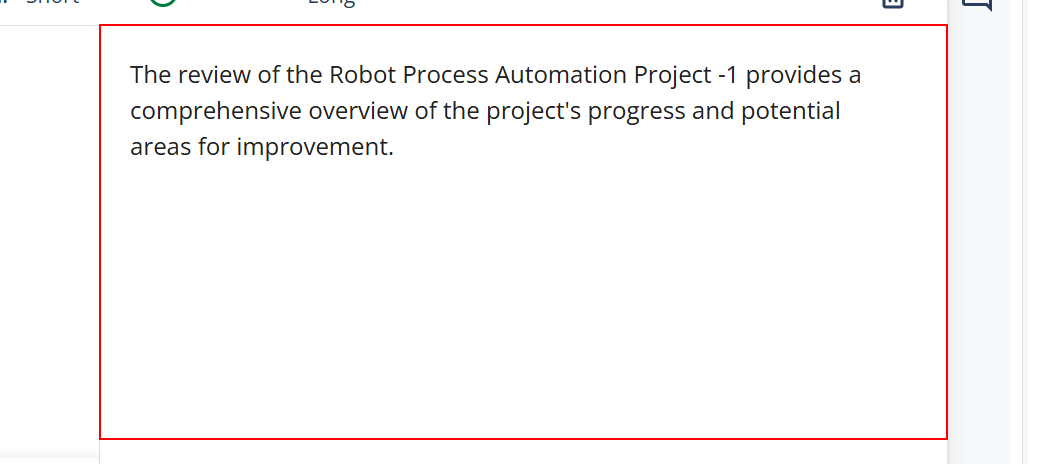 Short Long
The review of the Robot Process Automation Project -1 provides a
comprehensive overview of the project's progress and potential
areas for improvement.